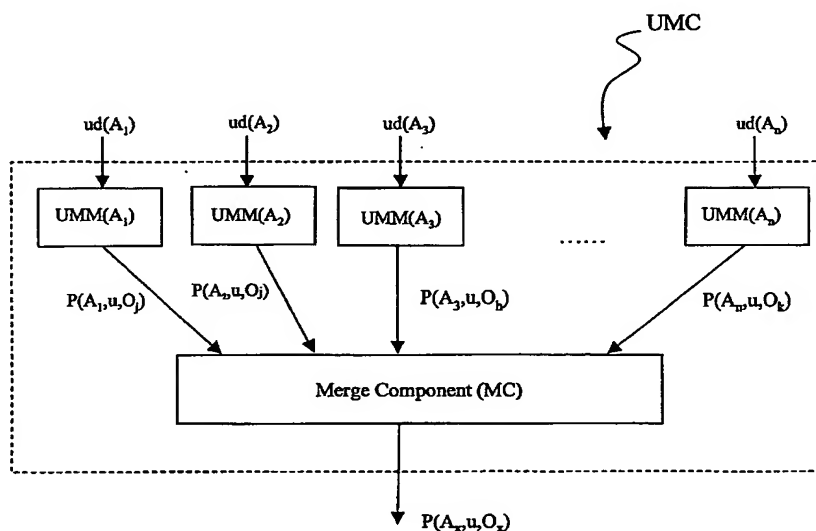 UMC
ud(A₁) ud(A₂) ud(A₃) ud(Aₙ)
UMM(A₁) UMM(A₂) UMM(A₃) UMM(Aₙ)
......
P(A₁,u,Oⱼ) P(A₂,u,Oj) P(A₃,u,Oₕ) P(Aₙ,u,Oₖ)
Merge Component (MC)
P(Aₓ,u,Oₓ)